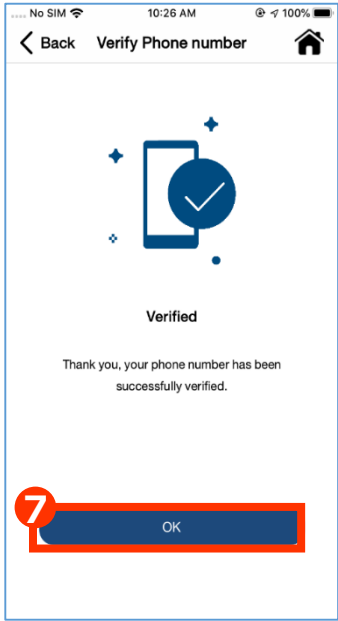 No SIM 10:26 AM 100%
Back Verify Phone number
Verified
Thank you, your phone number has been
successfully verified.
7
OK